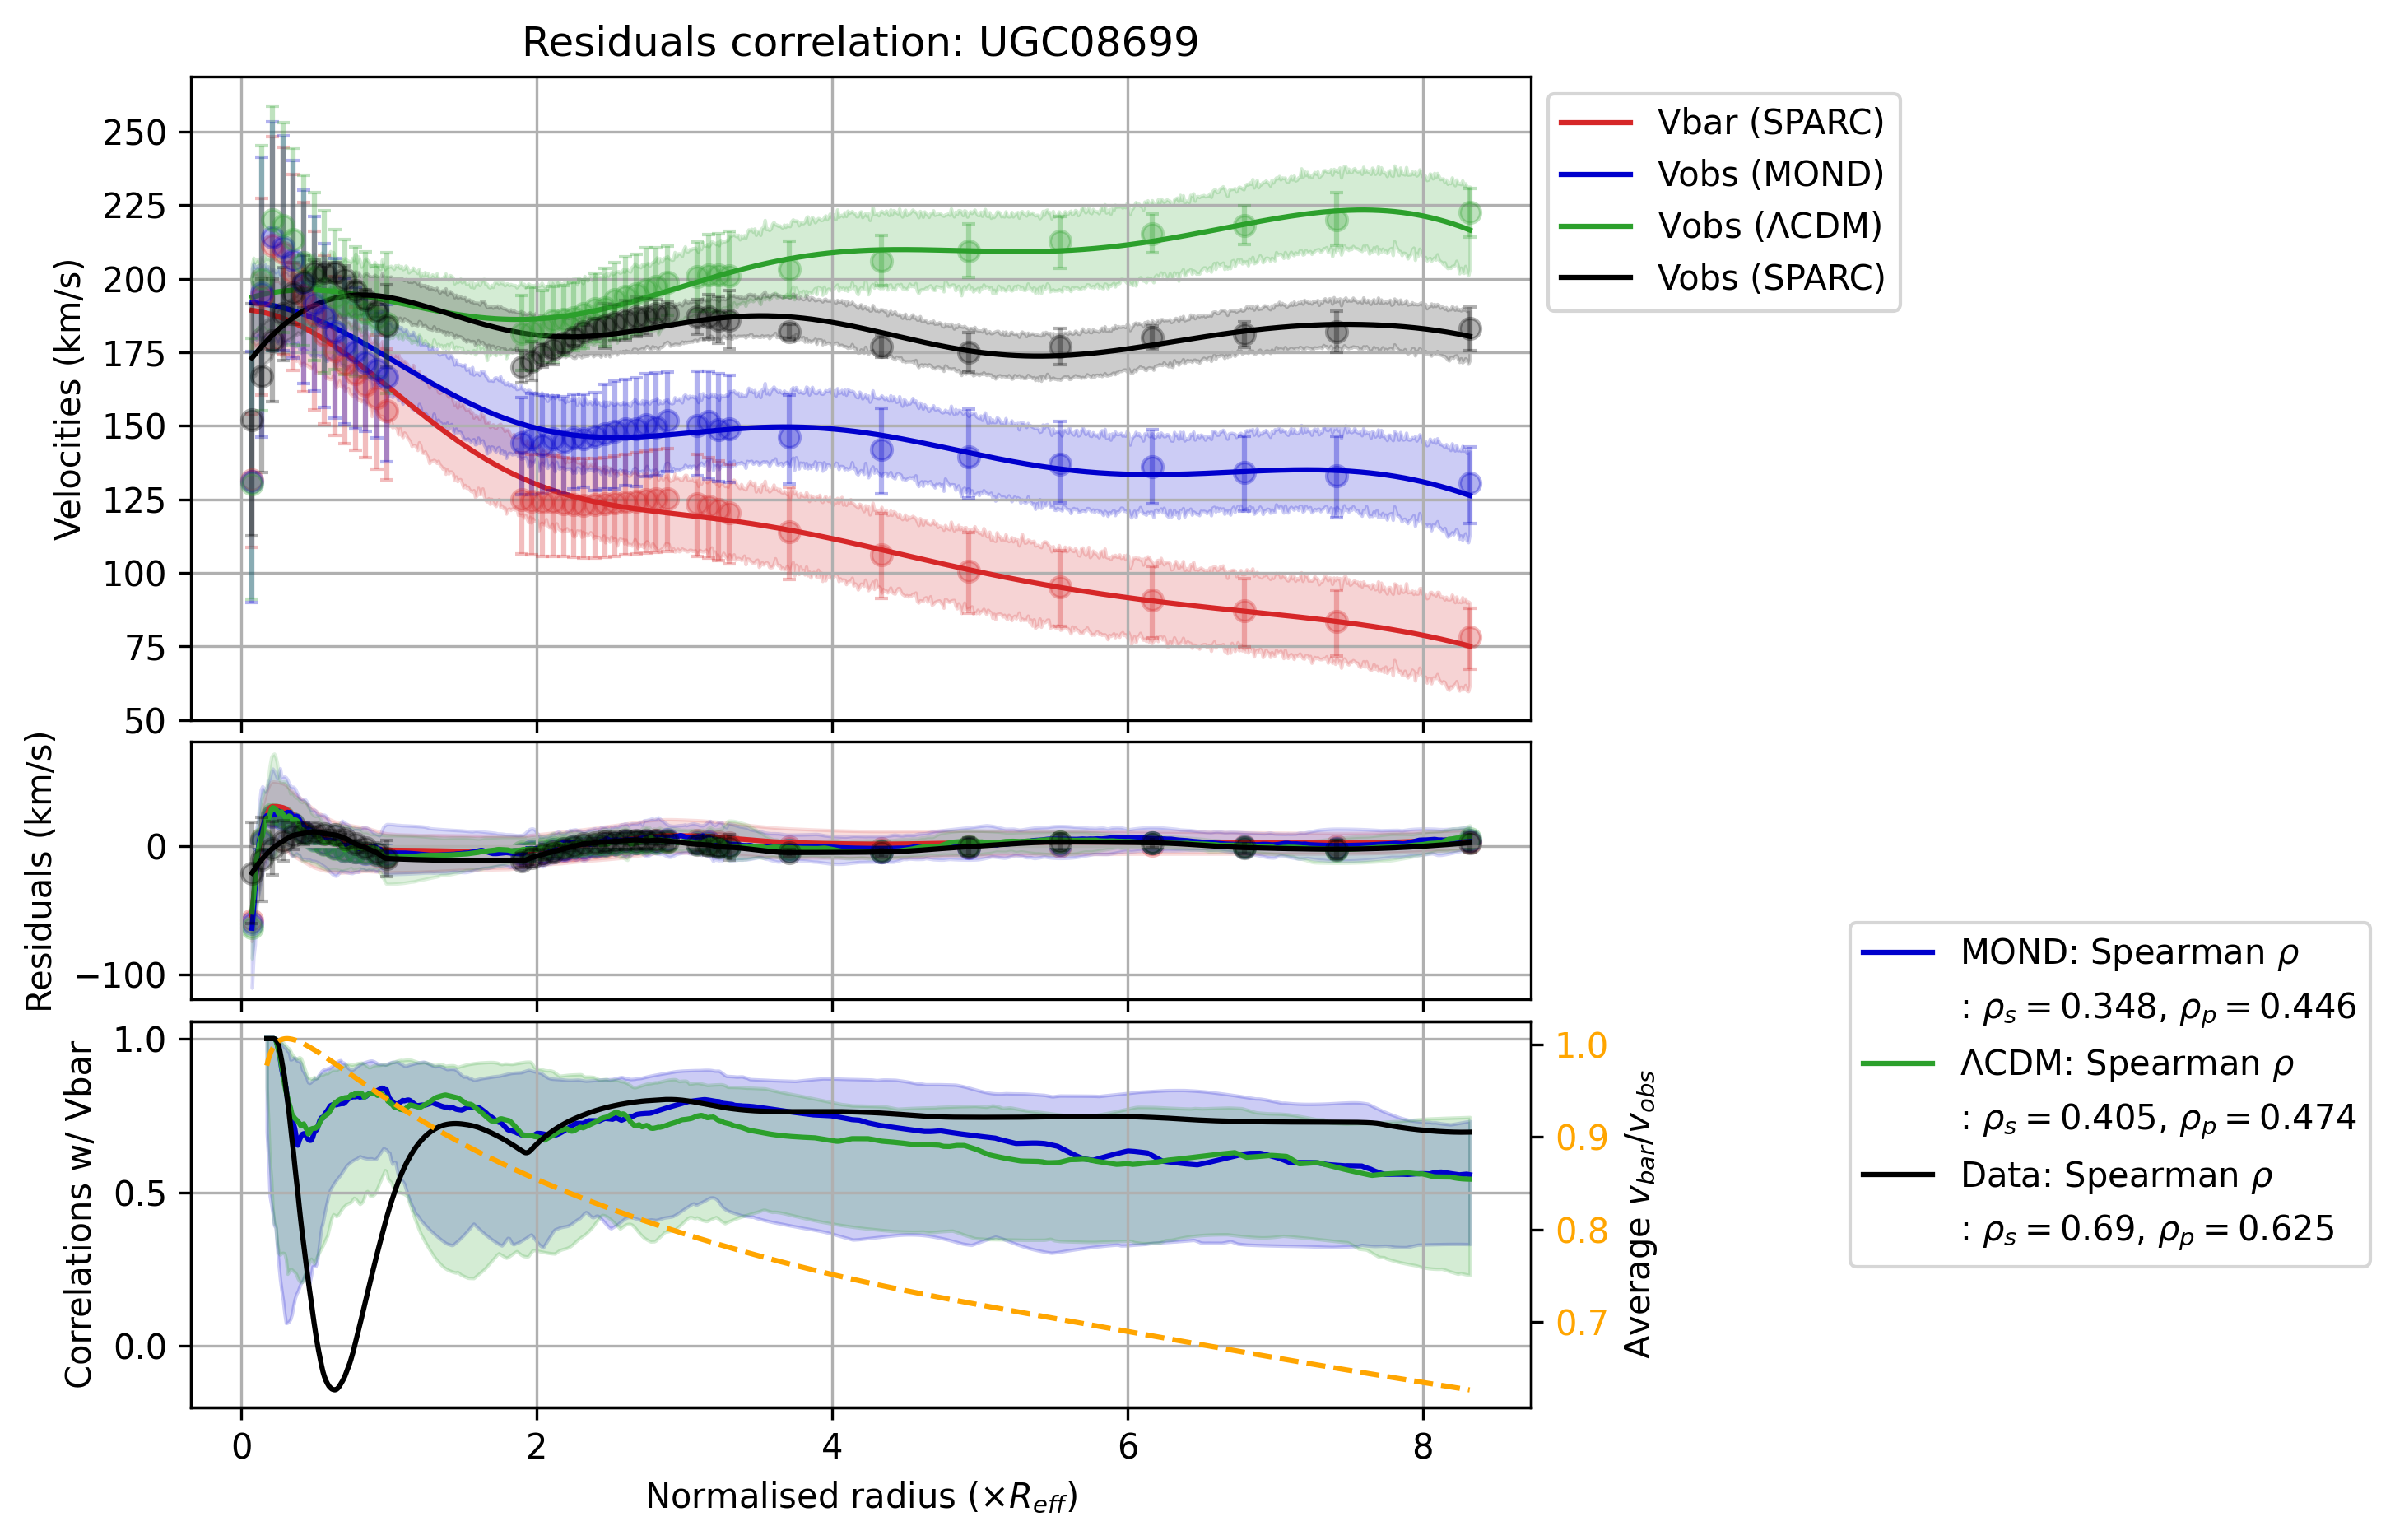 Residuals correlation: UGC08699
250
225
200
175
150
125
100
75
50
Velocities (km/s)
Vbar (SPARC)
Vobs (MOND)
Vobs (ΛCDM)
Vobs (SPARC)
0
−100
Residuals (km/s)
1.0
0.5
0.0
Correlations w/ Vbar
1.0
0.9
0.8
0.7
Average v_bar/v_obs
MOND: Spearman ρ
: ρ_s = 0.348, ρ_p = 0.446
ΛCDM: Spearman ρ
: ρ_s = 0.405, ρ_p = 0.474
Data: Spearman ρ
: ρ_s = 0.69, ρ_p = 0.625
0 2 4 6 8
Normalised radius (×R_eff)